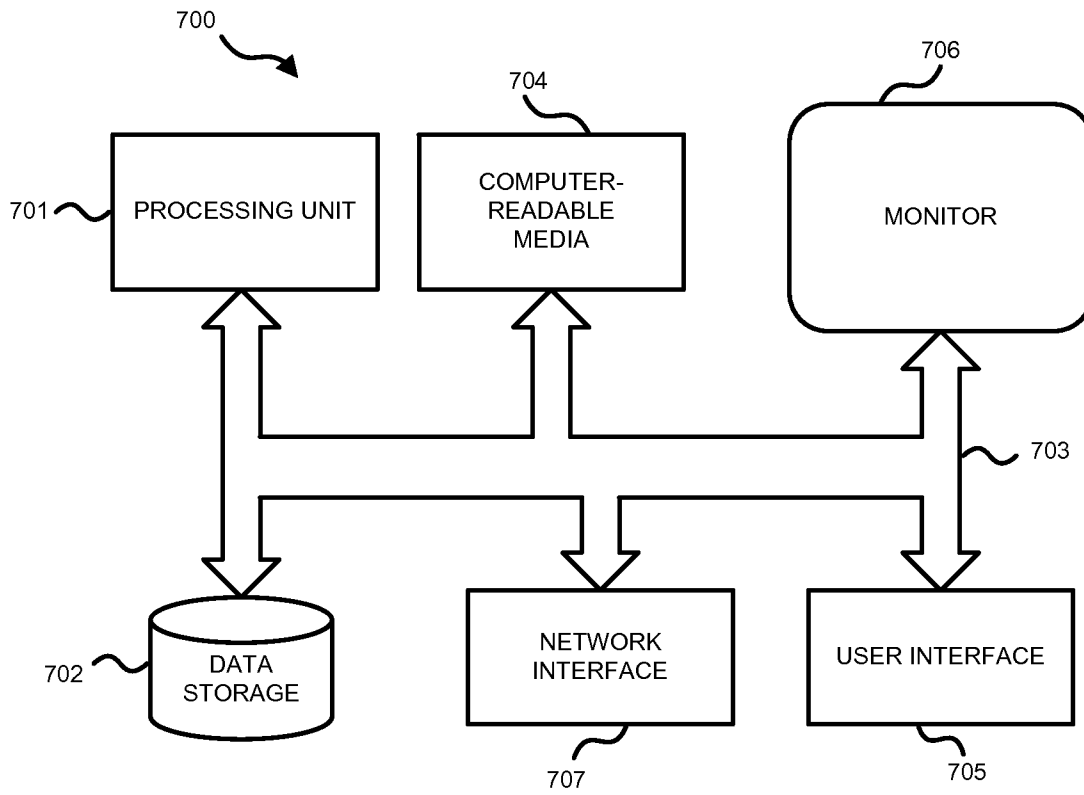 700
704
706
701
PROCESSING UNIT
COMPUTER-
READABLE
MEDIA
MONITOR
703
702
DATA
STORAGE
NETWORK
INTERFACE
USER INTERFACE
707
705